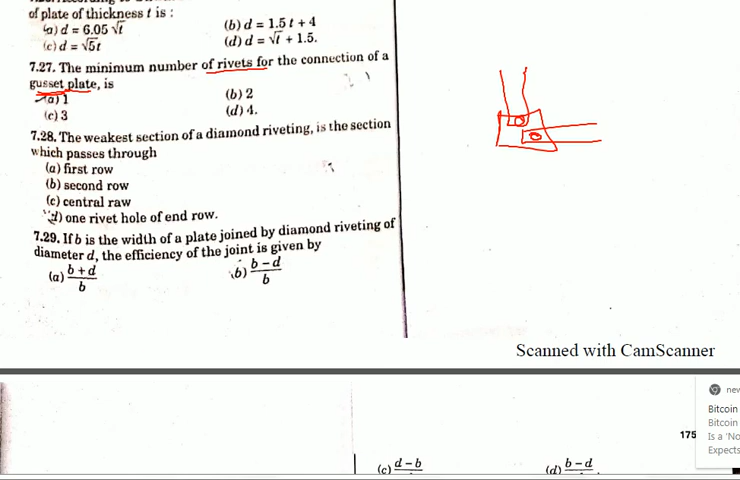 of plate of thickness t is :
(a) d = 6.05 √t
(b) d = 1.5 t + 4
(c) d = √5t
(d) d = √t + 1.5.
7.27. The minimum number of rivets for the connection of a
gusset plate, is
(a) 1
(b) 2
(c) 3
(d) 4.
7.28. The weakest section of a diamond riveting, is the section
which passes through
(a) first row
(b) second row
(c) central raw
(d) one rivet hole of end row.
7.29. If b is the width of a plate joined by diamond riveting of
diameter d, the efficiency of the joint is given by
(a) b + d
b
(b) b − d
b
Scanned with CamScanner
175
Bitcoin
Bitcoin
Is a 'No
Expects
(c) d − b
(d) b − d